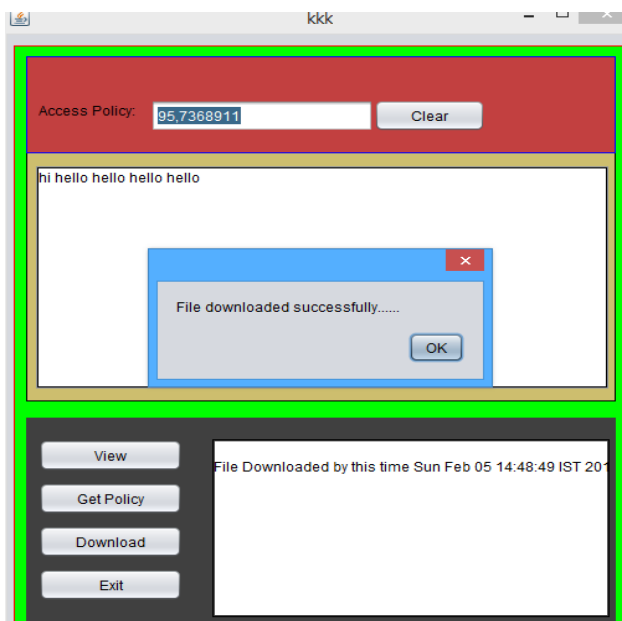 kkk
Access Policy:
95,7368911
Clear
hi hello hello hello hello
File downloaded successfully......
OK
View
Get Policy
Download
Exit
File Downloaded by this time Sun Feb 05 14:48:49 IST 201